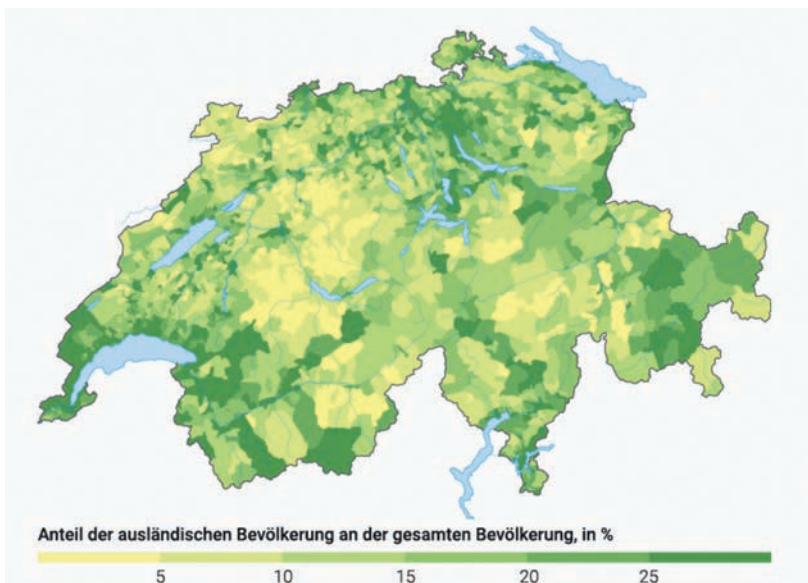 Anteil der ausländischen Bevölkerung an der gesamten Bevölkerung, in %
5 10 15 20 25